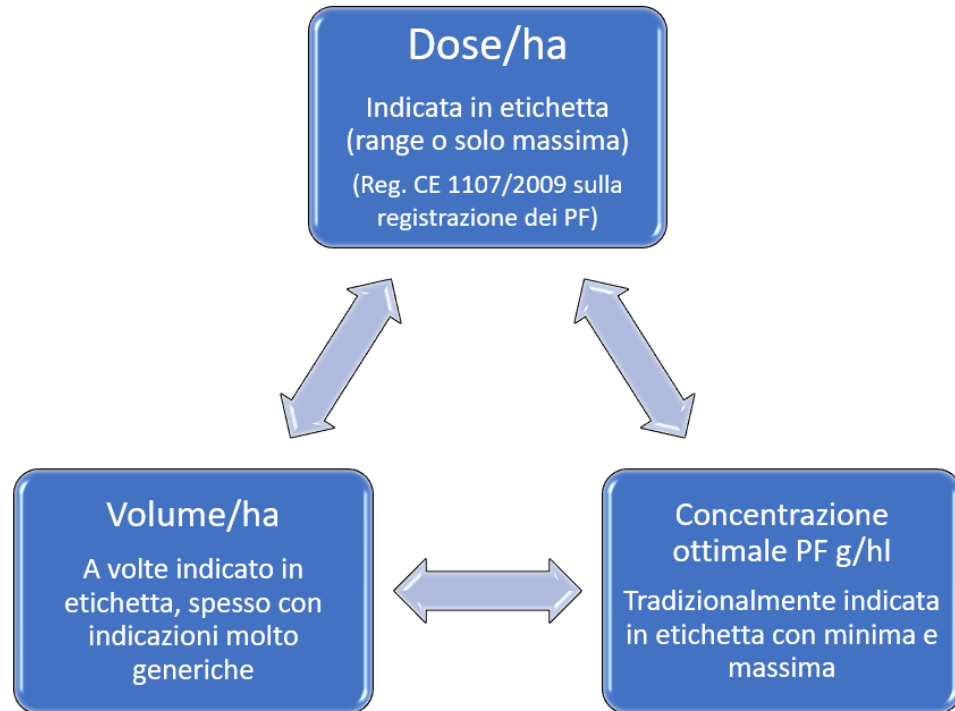 Dose/ha
Indicata in etichetta
(range o solo massima)
(Reg. CE 1107/2009 sulla
registrazione dei PF)
Volume/ha
A volte indicato in
etichetta, spesso con
indicazioni molto
generiche
Concentrazione
ottimale PF g/hl
Tradizionalmente indicata
in etichetta con minima e
massima